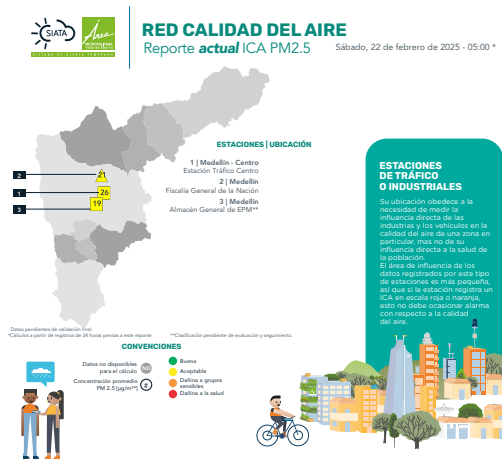 SIATA
Área
METROPOLITANA
Valle de Aburrá
SISTEMA DE ALERTA TEMPRANA
RED CALIDAD DEL AIRE
Reporte actual ICA PM2.5
Sábado, 22 de febrero de 2025 - 05:00 *
ESTACIONES | UBICACIÓN
1 | Medellín - Centro
Estación Tráfico Centro
2 | Medellín
Fiscalía General de la Nación
3 | Medellín
Almacén General de EPM**
2
21
1
26
3
19
ESTACIONES
DE TRÁFICO
O INDUSTRIALES
Su ubicación obedece a la
necesidad de medir la
influencia directa de las
industrias y los vehículos en la
calidad del aire de una zona en
particular, mas no de su
influencia directa a la salud de
la población.
El área de influencia de los
datos registrados por este tipo
de estaciones es más pequeña,
así que si la estación registra un
ICA en escala roja o naranja,
esto no debe ocasionar alarma
con respecto a la calidad
del aire.
Datos pendientes de validación final.
*Cálculos a partir de registros de 24 horas previas a este reporte
**Clasificación pendiente de evaluación y seguimiento.
CONVENCIONES
Datos no disponibles
para el cálculo
ND
Concentración promedio
PM 2.5 [µg/m**]
#
Buena
Aceptable
Dañina a grupos
sensibles
Dañina a la salud